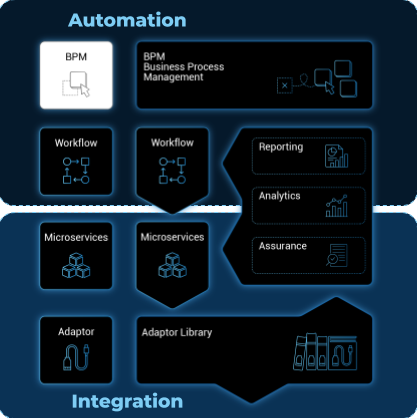 Automation
BPM
BPM
Business Process
Management
Workflow
Workflow
Reporting
Analytics
Assurance
Microservices
Microservices
Adaptor
Adaptor Library
Integration